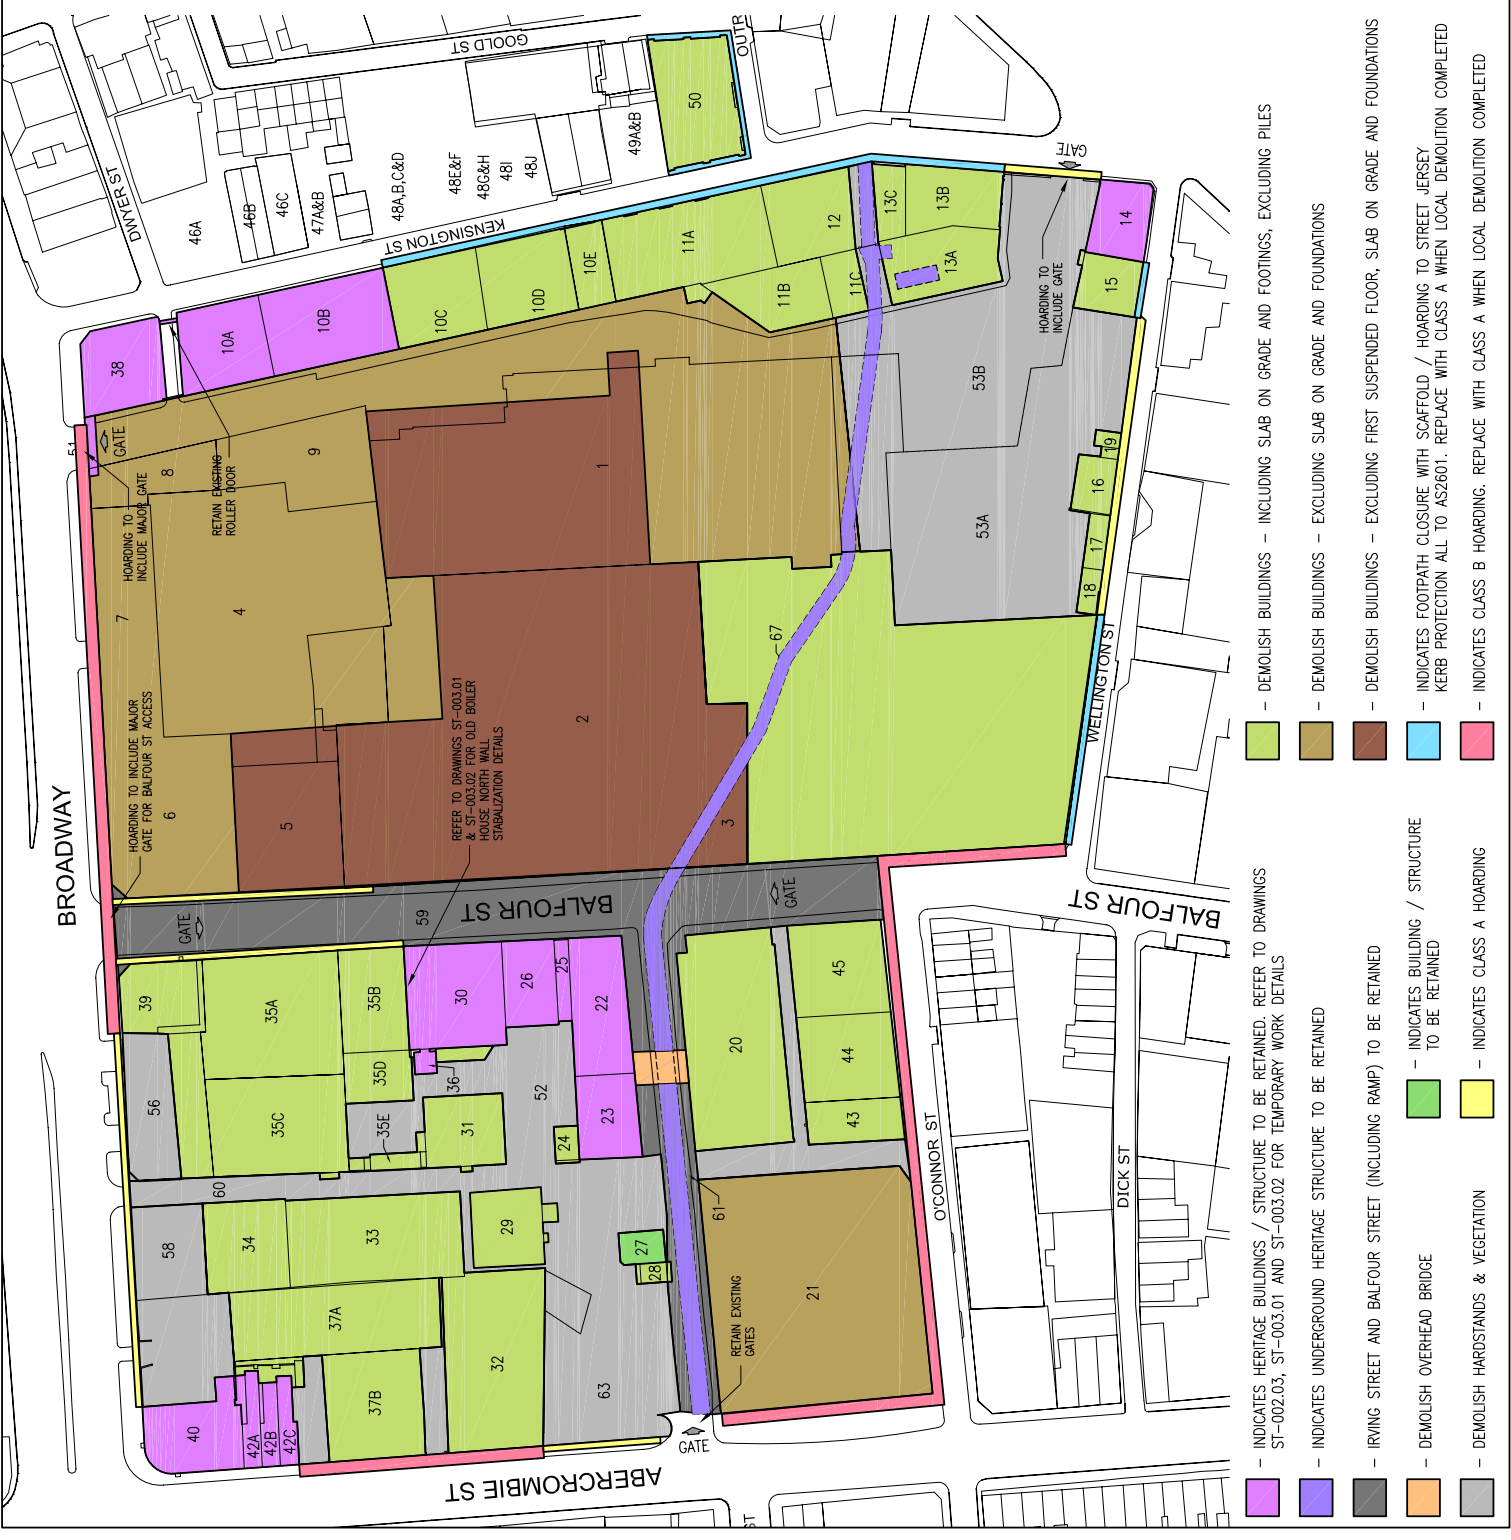 BROADWAY
DWYER ST
GOOLD ST
OUTR
KENSINGTON ST
WELLINGTON ST
BALFOUR ST
BALFOUR ST
O'CONNOR ST
DICK ST
ABERCROMBIE ST
ST
46A
46B
46C
47A&B
48A,B,C&D
48E&F
48G&H
48I
48J
49A&B
50
38
10A
10B
10C
10D
10E
11A
11B
11C
12
13C
13B
13A
14
15
51
GATE
8
9
7
4
6
5
1
2
3
67
53B
53A
19
16
17
18
GATE
HOARDING TO
INCLUDE GATE
HOARDING TO
INCLUDE MAJOR GATE
RETAIN EXISTING
ROLLER DOOR
HOARDING TO INCLUDE MAJOR
GATE FOR BALFOUR ST ACCESS
REFER TO DRAWINGS ST-003.01
& ST-003.02 FOR OLD BOILER
HOUSE NORTH WALL
STABALIZATION DETAILS
GATE
59
GATE
39
35A
35B
30
26
25
22
56
35C
35D
36
35E
31
52
24
23
20
45
44
43
60
58
34
33
29
27
28
61
37A
37B
32
63
21
40
42A
42B
42C
RETAIN EXISTING
GATES
GATE
- INDICATES HERITAGE BUILDINGS / STRUCTURE TO BE RETAINED. REFER TO DRAWINGS
ST-002.03, ST-003.01 AND ST-003.02 FOR TEMPORARY WORK DETAILS
- INDICATES UNDERGROUND HERITAGE STRUCTURE TO BE RETAINED
- IRVING STREET AND BALFOUR STREET (INCLUDING RAMP) TO BE RETAINED
- DEMOLISH OVERHEAD BRIDGE
- DEMOLISH HARDSTANDS & VEGETATION
- INDICATES BUILDING / STRUCTURE
TO BE RETAINED
- INDICATES CLASS A HOARDING
- DEMOLISH BUILDINGS - INCLUDING SLAB ON GRADE AND FOOTINGS, EXCLUDING PILES
- DEMOLISH BUILDINGS - EXCLUDING SLAB ON GRADE AND FOUNDATIONS
- DEMOLISH BUILDINGS - EXCLUDING FIRST SUSPENDED FLOOR, SLAB ON GRADE AND FOUNDATIONS
- INDICATES FOOTPATH CLOSURE WITH SCAFFOLD / HOARDING TO STREET JERSEY
KERB PROTECTION ALL TO AS2601. REPLACE WITH CLASS A WHEN LOCAL DEMOLITION COMPLETED
- INDICATES CLASS B HOARDING. REPLACE WITH CLASS A WHEN LOCAL DEMOLITION COMPLETED